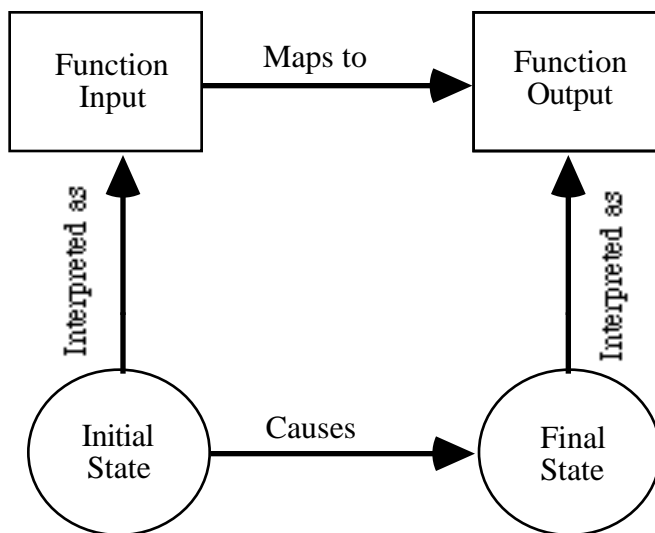 Function
Input
Maps to
Function
Output
Interpreted as
Interpreted as
Initial
State
Causes
Final
State